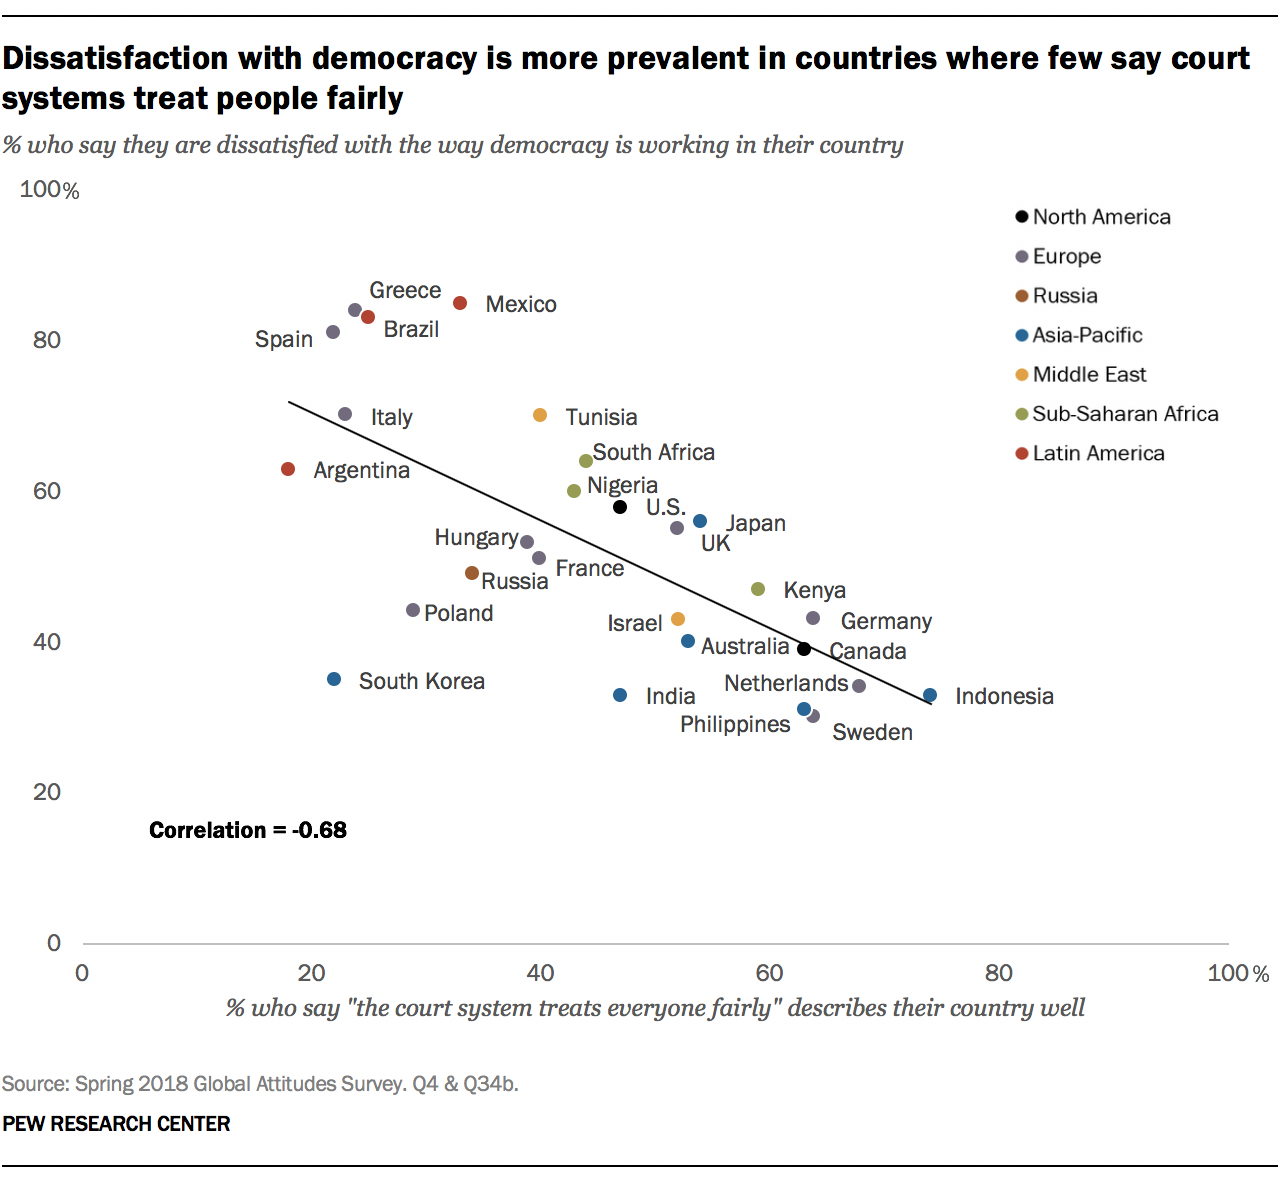 Dissatisfaction with democracy is more prevalent in countries where few say court
systems treat people fairly
% who say they are dissatisfied with the way democracy is working in their country
100%
North America
Europe
Russia
Asia-Pacific
Middle East
Sub-Saharan Africa
Latin America
Greece
Mexico
Brazil
Spain
80
Italy
Tunisia
South Africa
Argentina
Nigeria
60
U.S.
Japan
Hungary
UK
France
Russia
Kenya
Poland
Israel
Germany
40
Australia
Canada
South Korea
Netherlands
India
Indonesia
Philippines
Sweden
20
Correlation = -0.68
0
0 20 40 60 80 100%
% who say "the court system treats everyone fairly" describes their country well
Source: Spring 2018 Global Attitudes Survey. Q4 & Q34b.
PEW RESEARCH CENTER